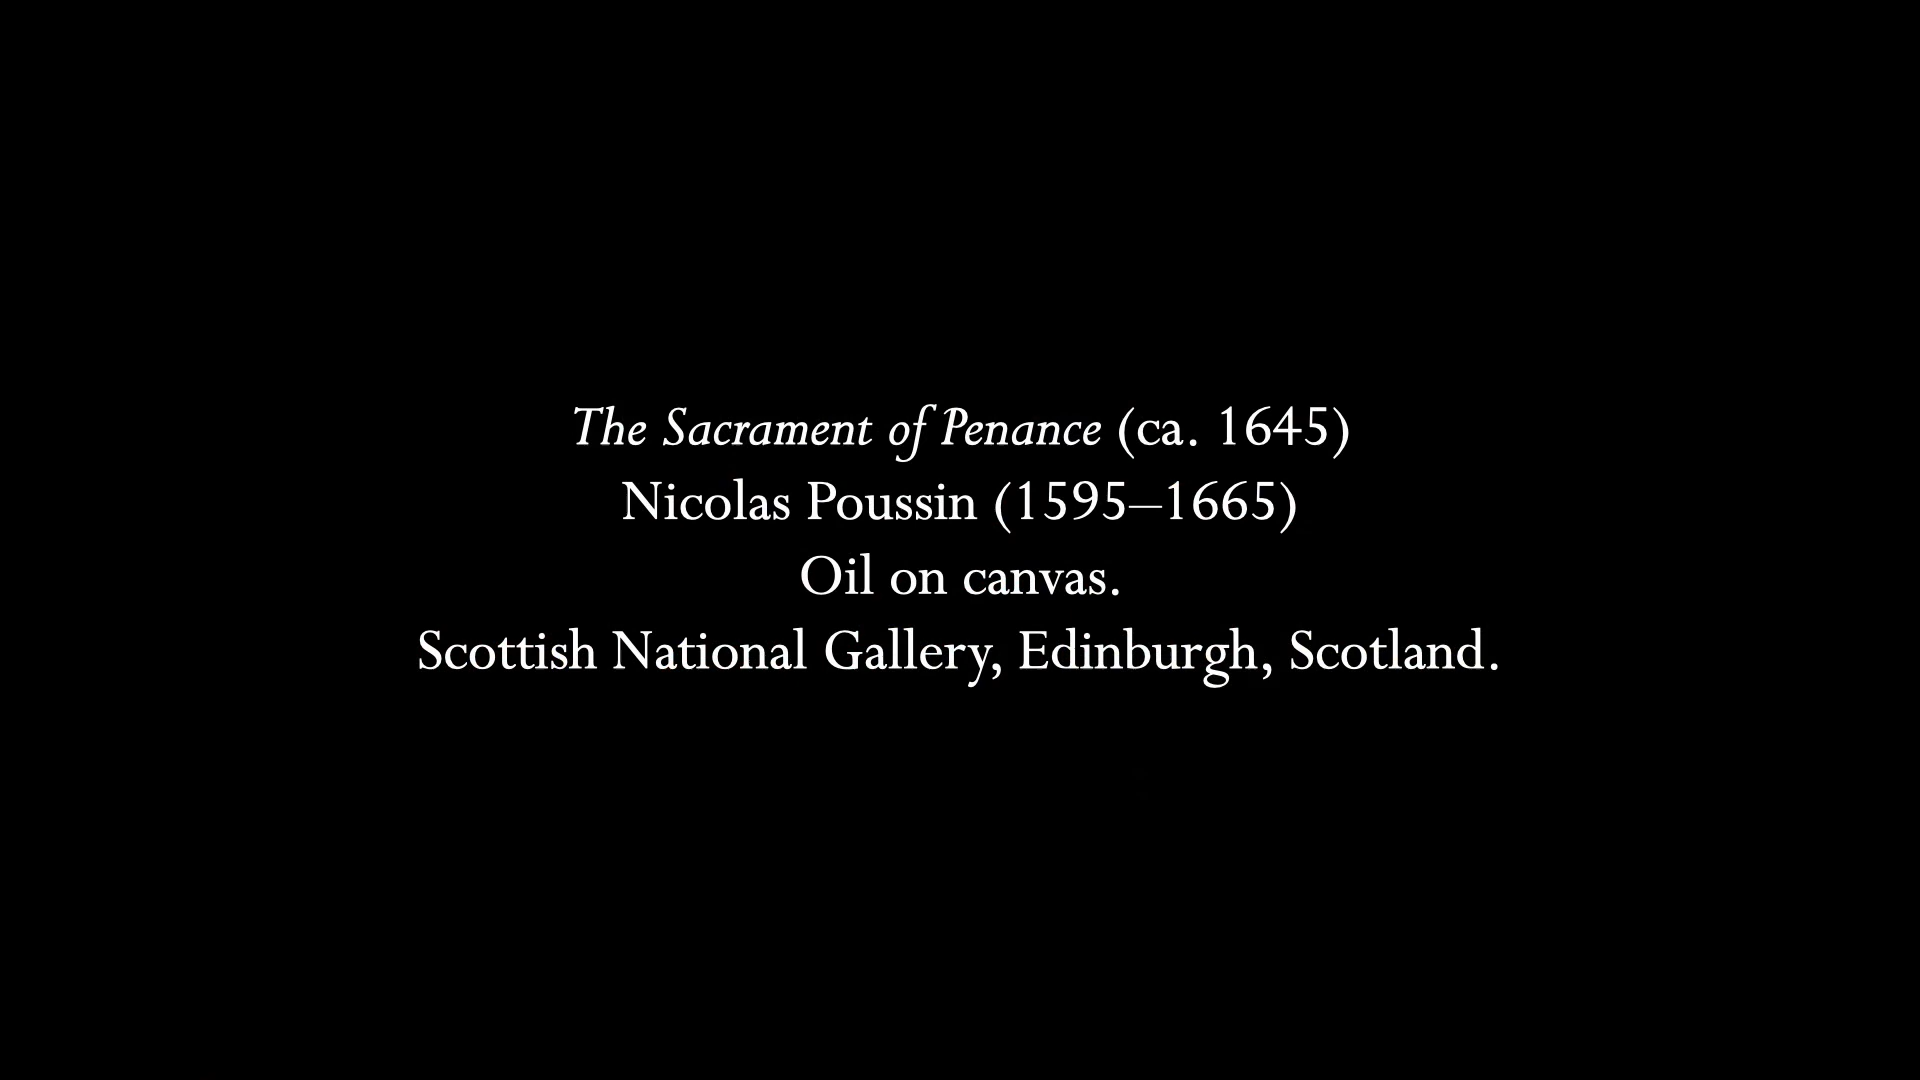 The Sacrament of Penance (ca. 1645)
Nicolas Poussin (1595–1665)
Oil on canvas.
Scottish National Gallery, Edinburgh, Scotland.